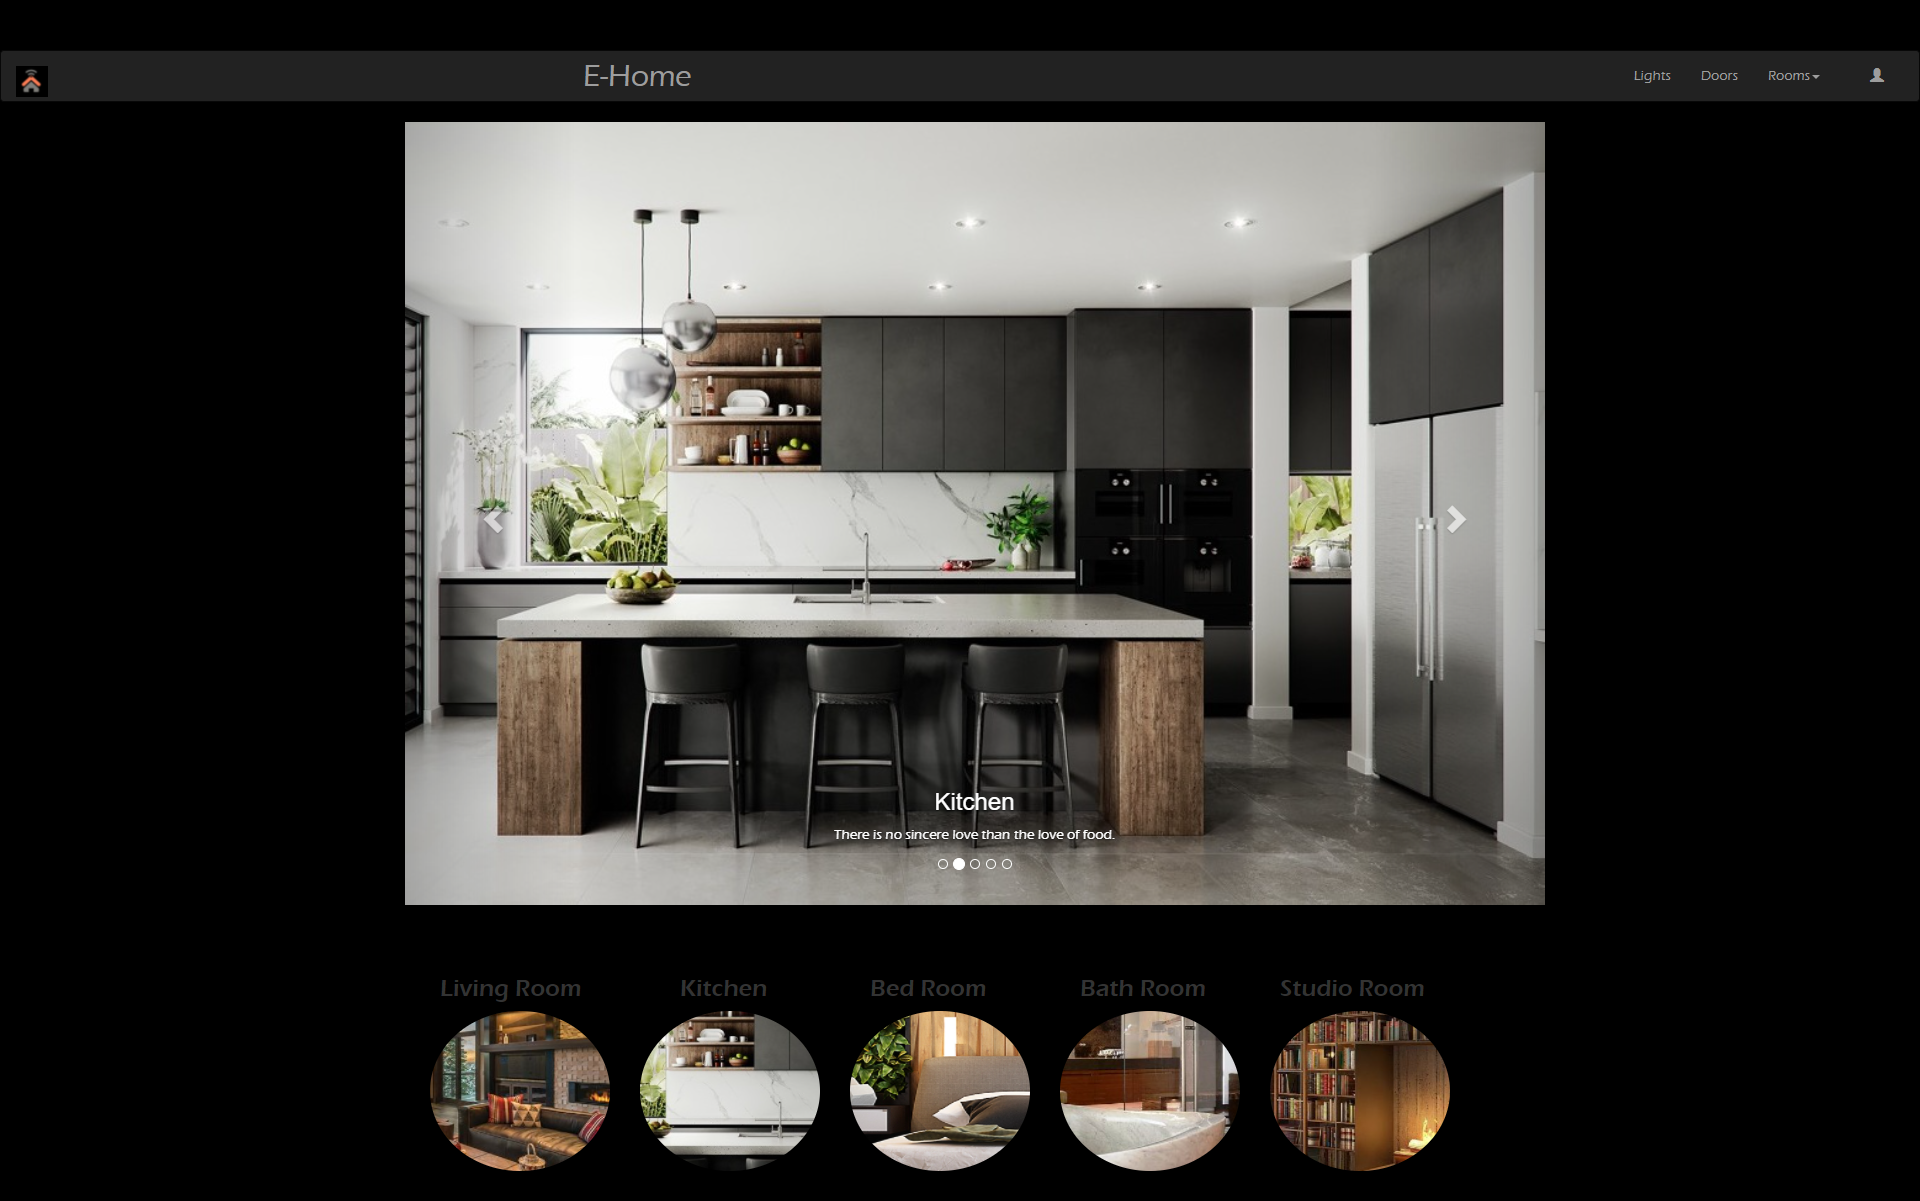 E-Home
Lights Doors Rooms
Kitchen
There is no sincere love than the love of food.
Living Room Kitchen Bed Room Bath Room Studio Room